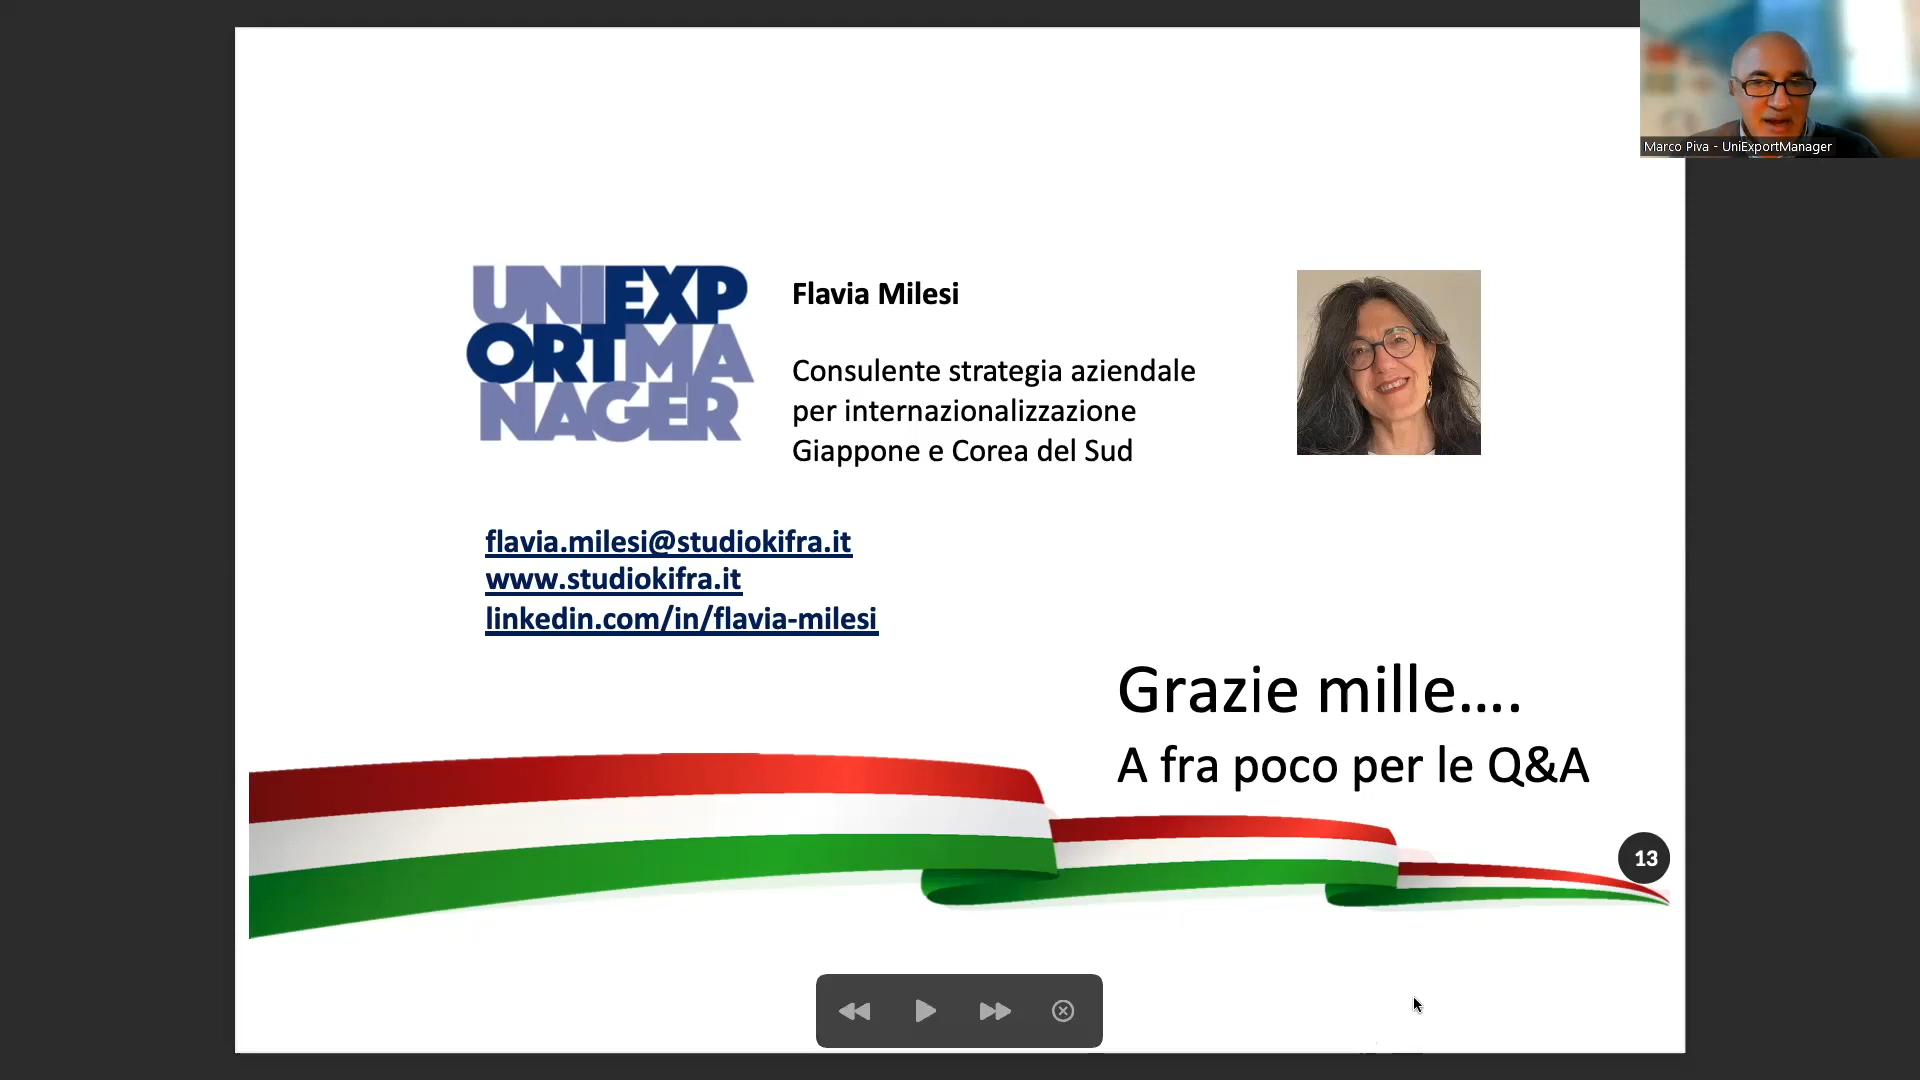 Marco Piva - UniExportManager
UNIEXP
ORTMA
NAGER
Flavia Milesi
Consulente strategia aziendale
per internazionalizzazione
Giappone e Corea del Sud
flavia.milesi@studiokifra.it
www.studiokifra.it
linkedin.com/in/flavia-milesi
Grazie mille....
A fra poco per le Q&A
13